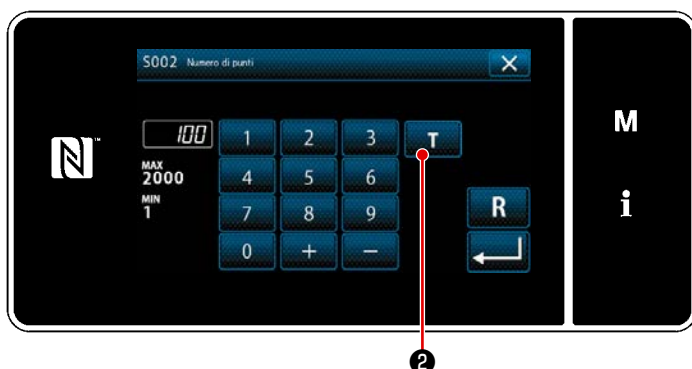 S002 Numero di punti
100
1 2 3 T
MAX
2000
4 5 6
MIN
1
7 8 9 R
0 + −
M
i
N
❷